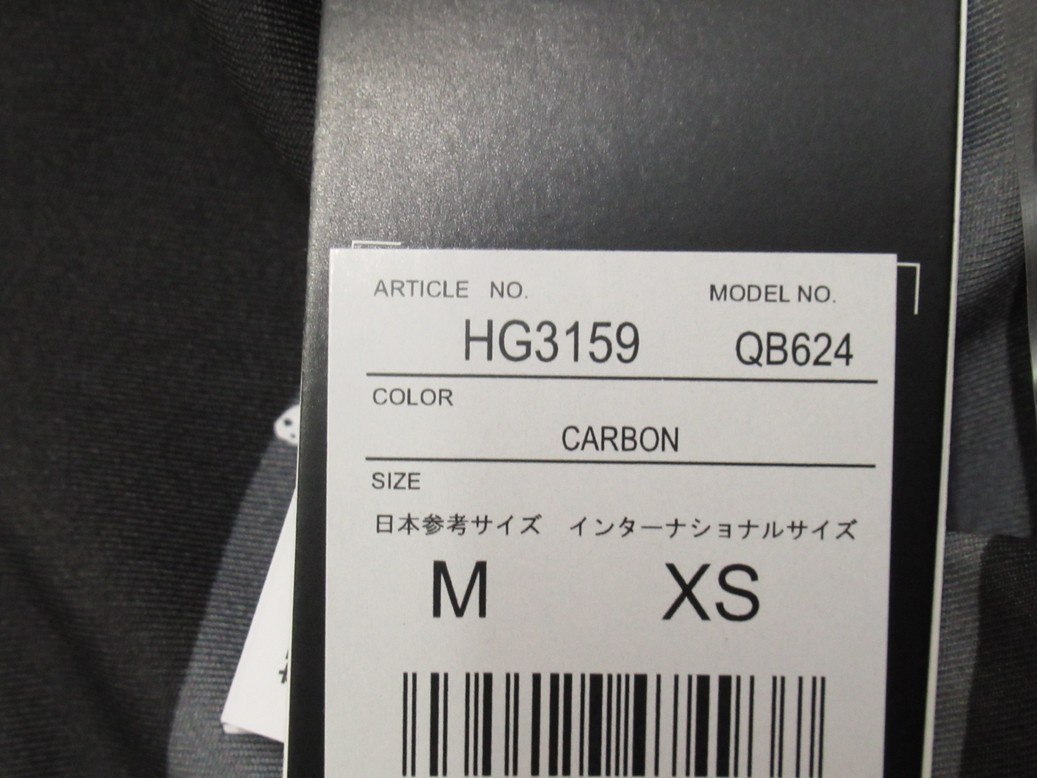 ARTICLE NO. MODEL NO.
HG3159 QB624
COLOR
CARBON
SIZE
日本参考サイズ インターナショナルサイズ
M XS